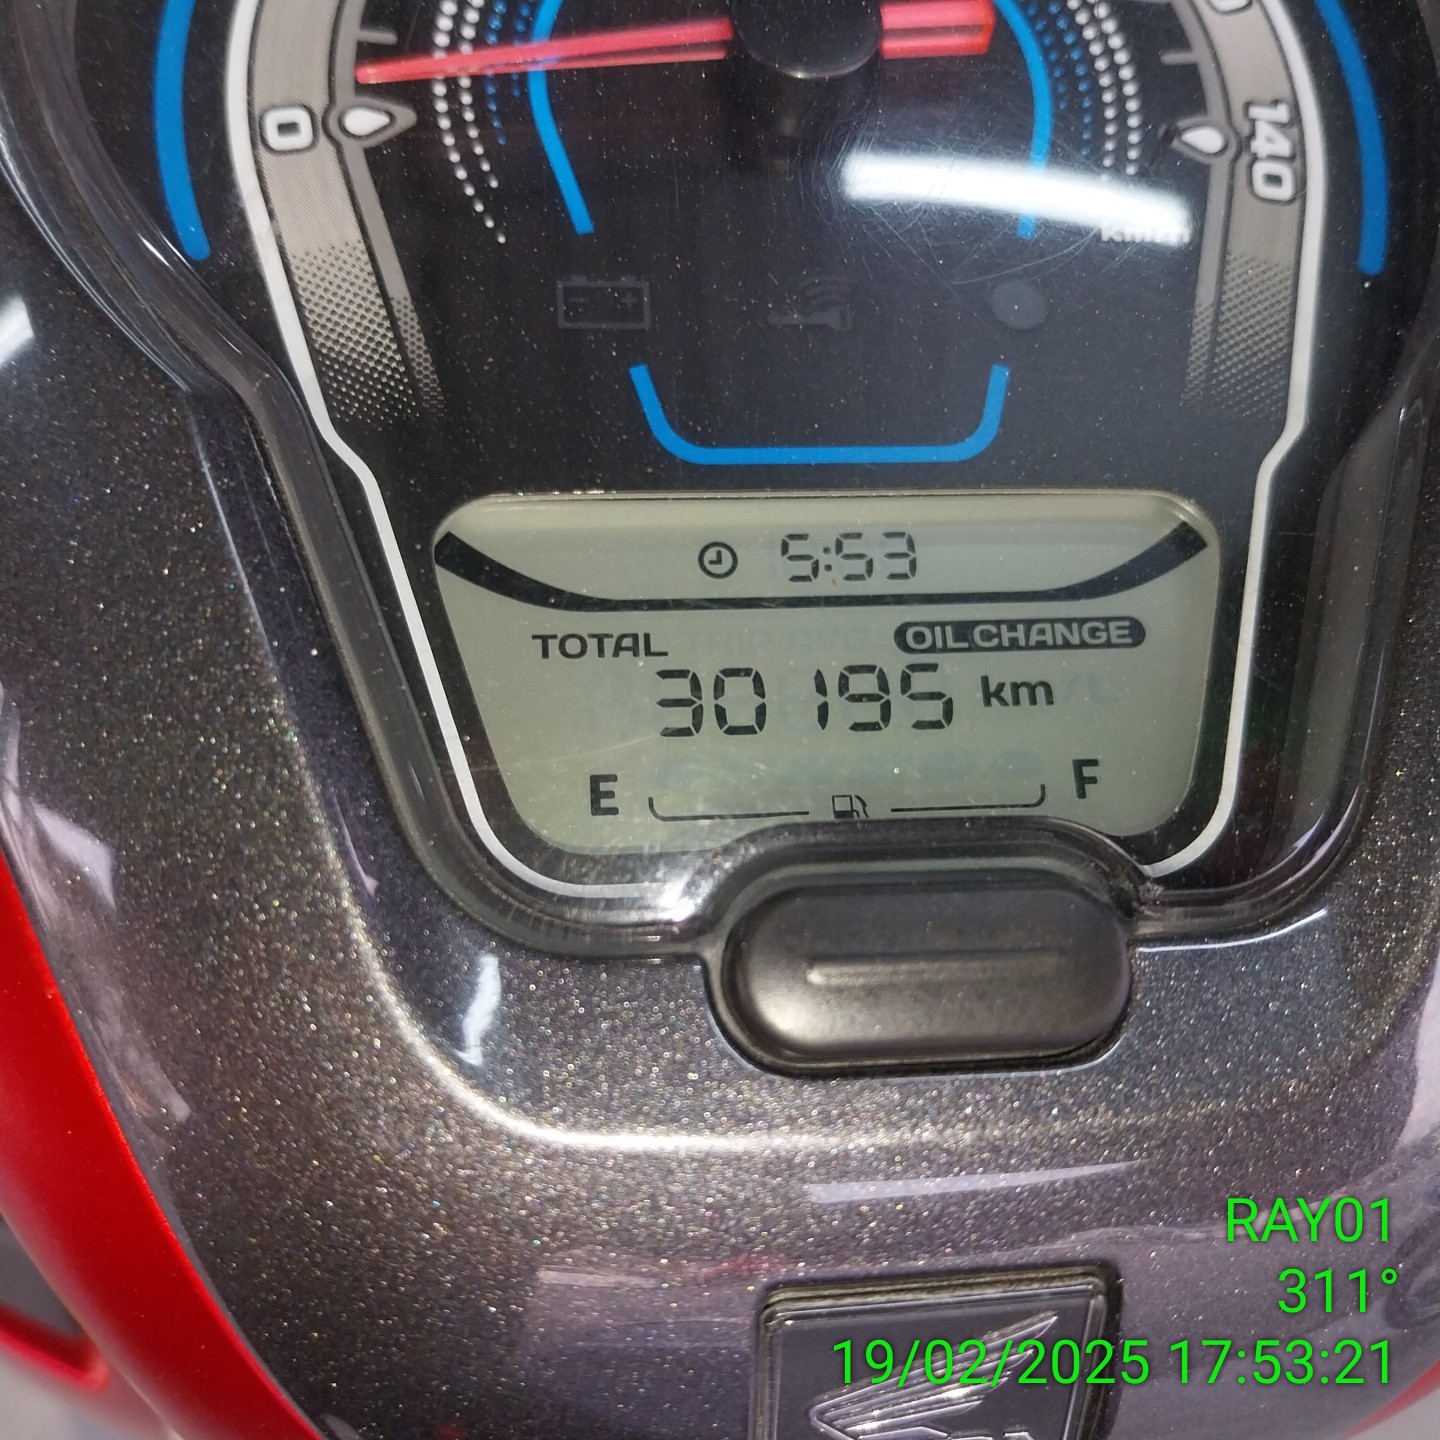 0
140
km/h
5:53
TOTAL OIL CHANGE
30195 km
E F
RAY01
311°
19/02/2025 17:53:21